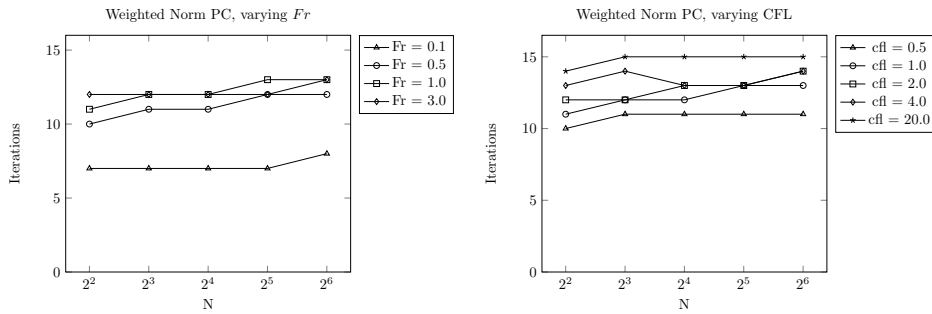 Weighted Norm PC, varying Fr
15
10
5
0
2^2
2^3
2^4
2^5
2^6
Iterations
N
Fr = 0.1
Fr = 0.5
Fr = 1.0
Fr = 3.0
Weighted Norm PC, varying CFL
15
10
5
0
2^2
2^3
2^4
2^5
2^6
Iterations
N
cfl = 0.5
cfl = 1.0
cfl = 2.0
cfl = 4.0
cfl = 20.0